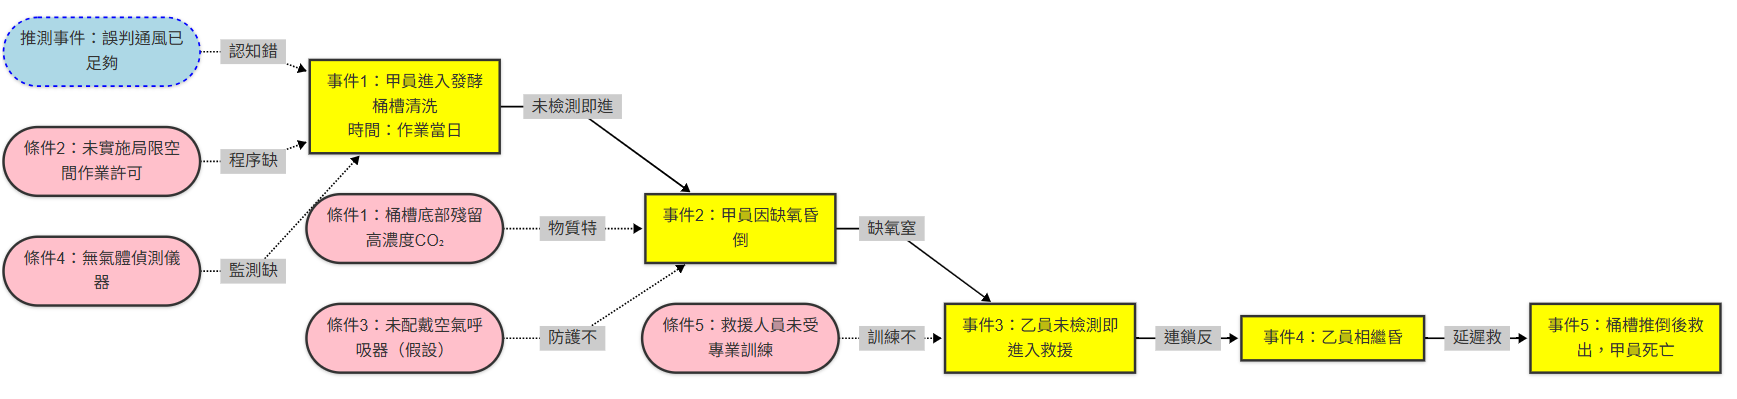 推測事件：誤判通風已
足夠
認知錯
事件1：甲員進入發酵
桶槽清洗
時間：作業當日
未檢測即進
條件2：未實施局限空
間作業許可
程序缺
條件1：桶槽底部殘留
高濃度CO₂
物質特
事件2：甲員因缺氧昏
倒
缺氧窒
條件4：無氣體偵測儀
器
監測缺
條件3：未配戴空氣呼
吸器（假設）
防護不
條件5：救援人員未受
專業訓練
訓練不
事件3：乙員未檢測即
進入救援
連鎖反
事件4：乙員相繼昏
延遲救
事件5：桶槽推倒後救
出，甲員死亡